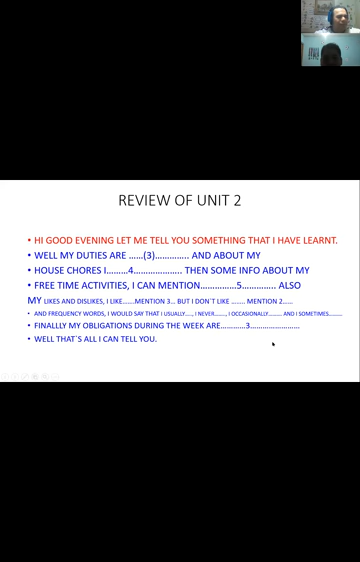 REVIEW OF UNIT 2
• HI GOOD EVENING LET ME TELL YOU SOMETHING THAT I HAVE LEARNT.
• WELL MY DUTIES ARE ……(3)………….. AND ABOUT MY
• HOUSE CHORES I………4…………….. THEN SOME INFO ABOUT MY
• FREE TIME ACTIVITIES, I CAN MENTION……………5………….. ALSO
MY LIKES AND DISLIKES, I LIKE……MENTION 3… BUT I DON´T LIKE …….. MENTION 2……
• AND FREQUENCY WORDS, I WOULD SAY THAT I USUALLY……, I NEVER………, I OCCASIONALLY………. AND I SOMETIMES………
• FINALLLY MY OBLIGATIONS DURING THE WEEK ARE…………3……………………
• WELL THAT´S ALL I CAN TELL YOU.